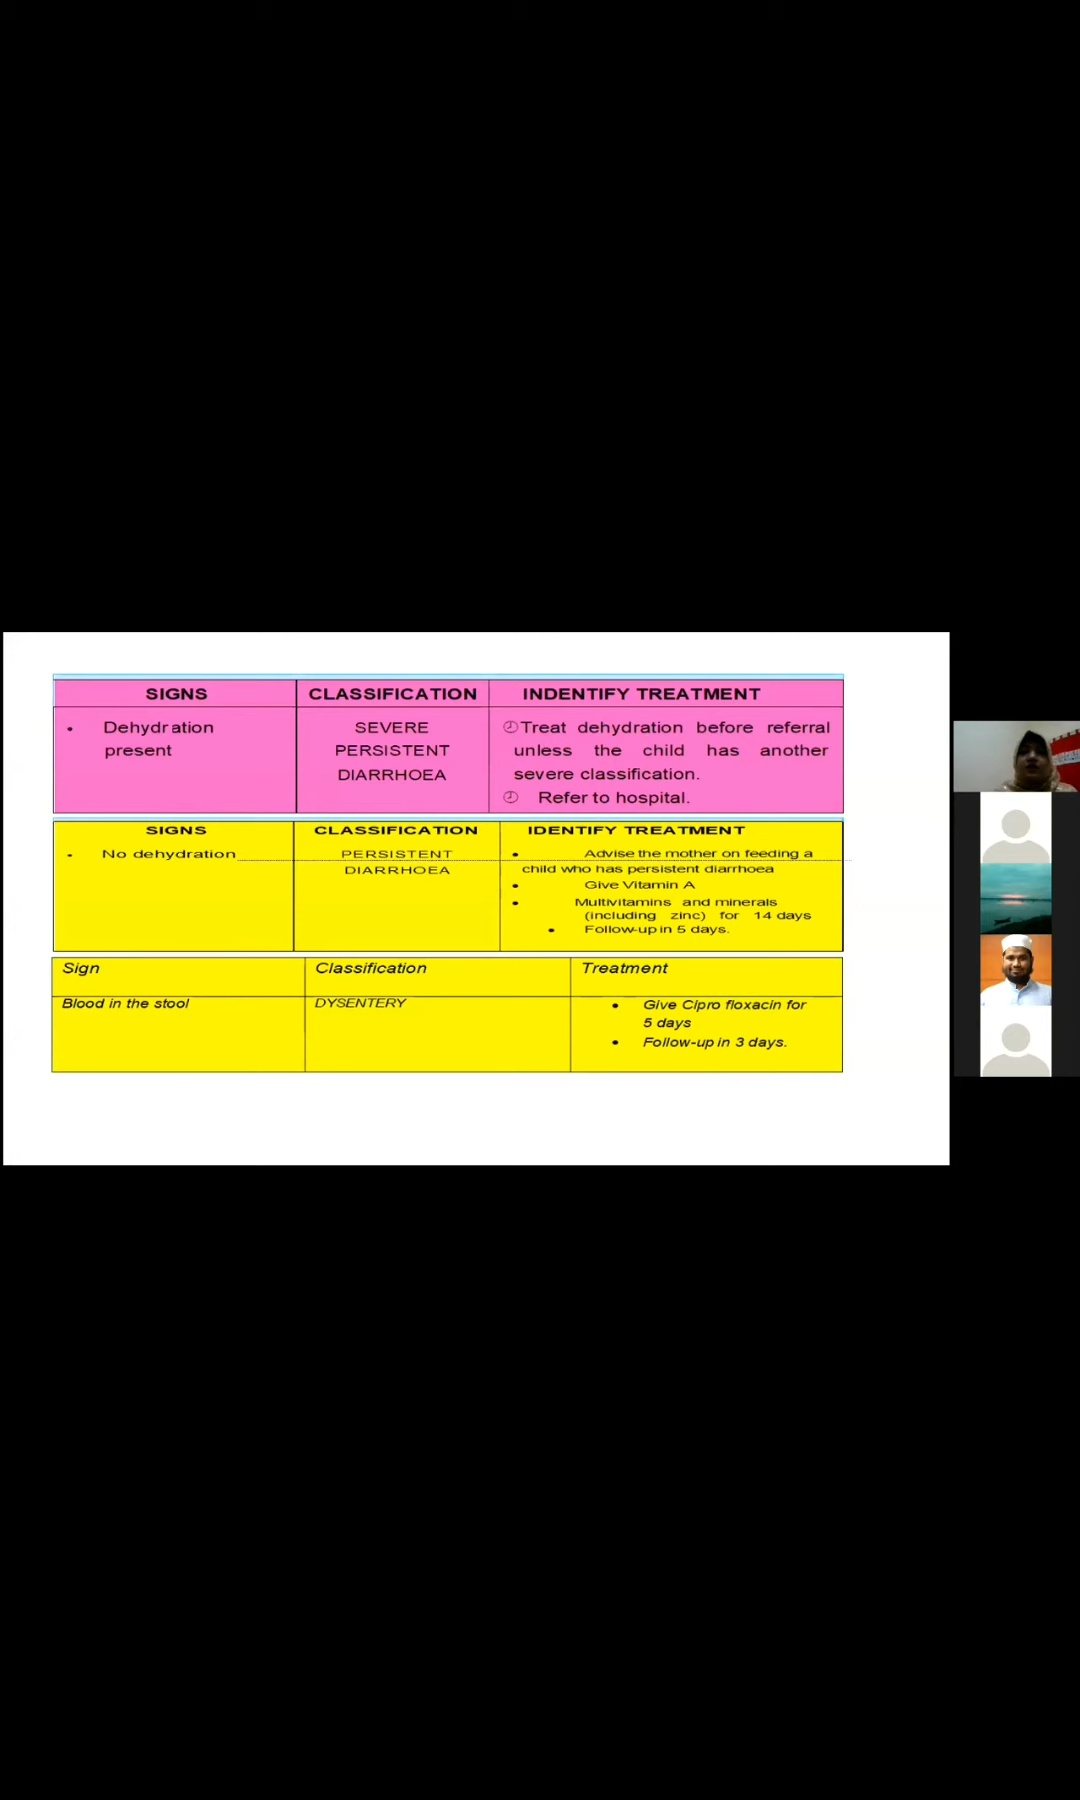 SIGNS CLASSIFICATION INDENTIFY TREATMENT
• Dehydration
present
SEVERE
PERSISTENT
DIARRHOEA
Treat dehydration before referral
unless the child has another
severe classification.
Refer to hospital.
SIGNS CLASSIFICATION IDENTIFY TREATMENT
- No dehydration
PERSISTENT
DIARRHOEA
• Advise the mother on feeding a
child who has persistent diarrhoea
• Give Vitamin A
• Multivitamins and minerals
(including zinc) for 14 days
• Follow-up in 5 days.
Sign Classification Treatment
Blood in the stool
DYSENTERY
• Give Cipro floxacin for
5 days
• Follow-up in 3 days.